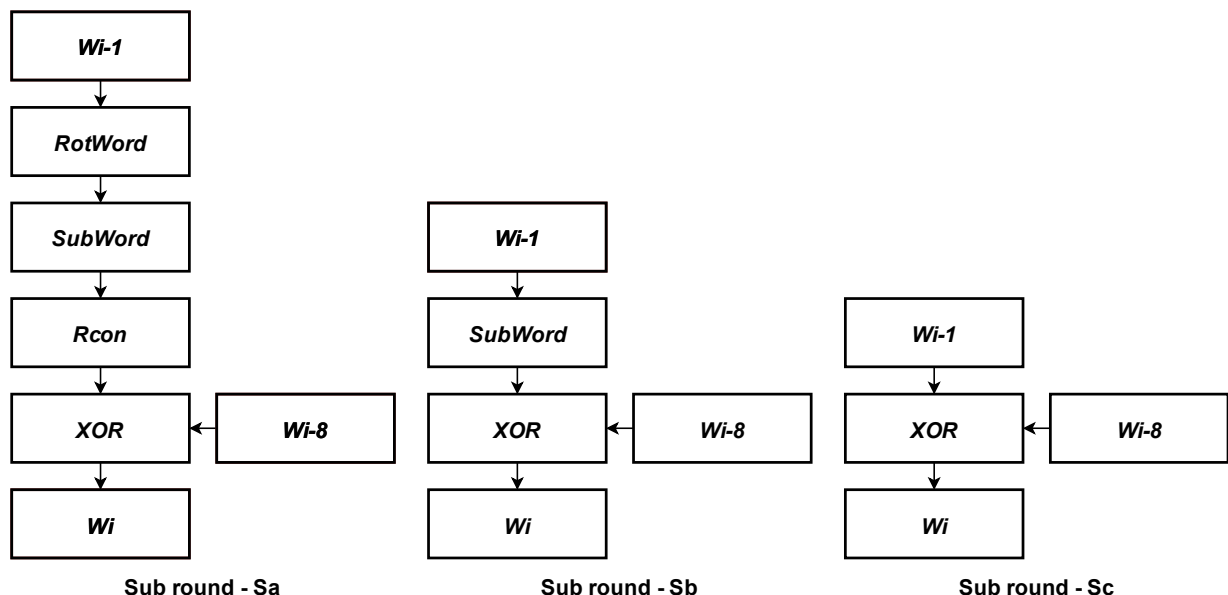 Wi-1
RotWord
SubWord
Rcon
XOR
Wi-8
Wi
Sub round - Sa
Wi-1
SubWord
XOR
Wi-8
Wi
Sub round - Sb
Wi-1
XOR
Wi-8
Wi
Sub round - Sc